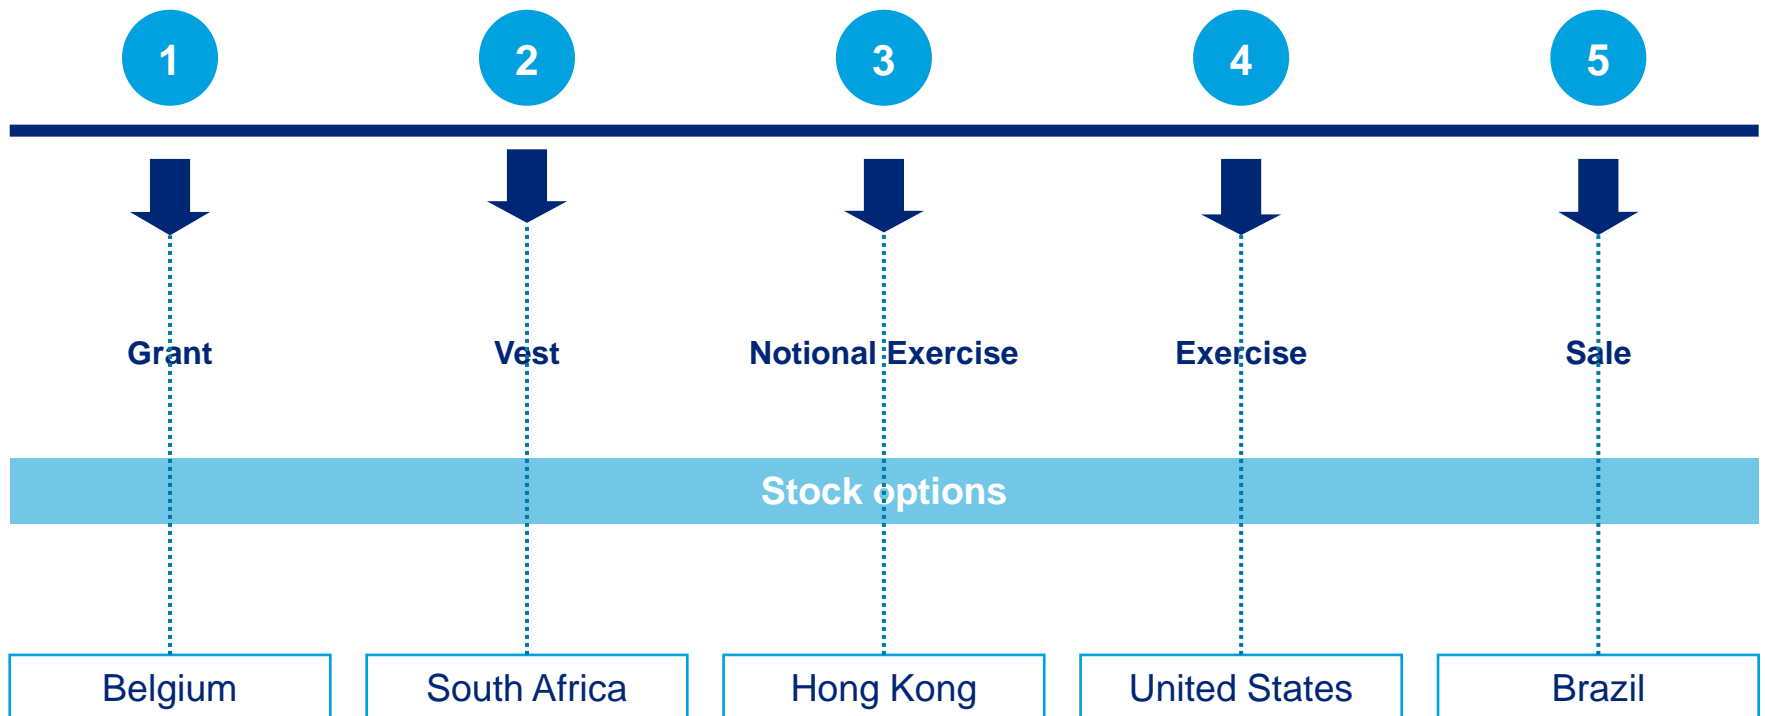 1 2 3 4 5
Grant Vest Notional Exercise Exercise Sale
Stock options
Belgium South Africa Hong Kong United States Brazil